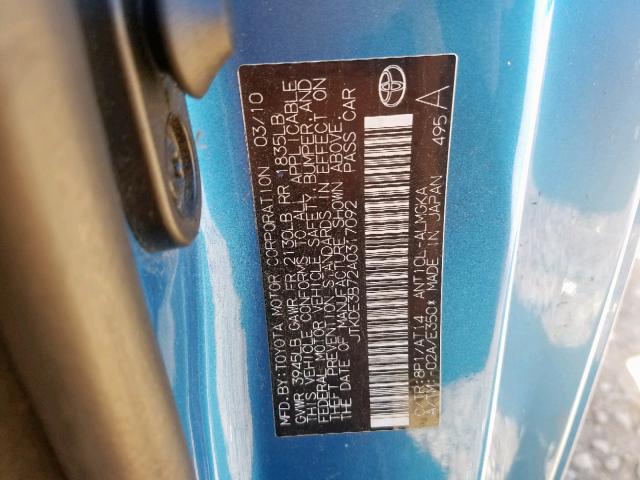 MFD.BY:TOYOTA MOTOR CORPORATION 03/10
GVWR 3945LB GAWR FR 2130LB RR 1835LB
THIS VEHICLE CONFORMS TO ALL APPLICABLE
FEDERAL MOTOR VEHICLE SAFETY, BUMPER, AND
THEFT PREVENTION STANDARDS IN EFFECT ON
THE DATE OF MANUFACTURE SHOWN ABOVE.
JTKDE3B72A0317092 PASS CAR
C/TR:8P1/AT14 ANT10L-ALMGKA
A/TM:-02A/E350* MADE IN JAPAN
495 A